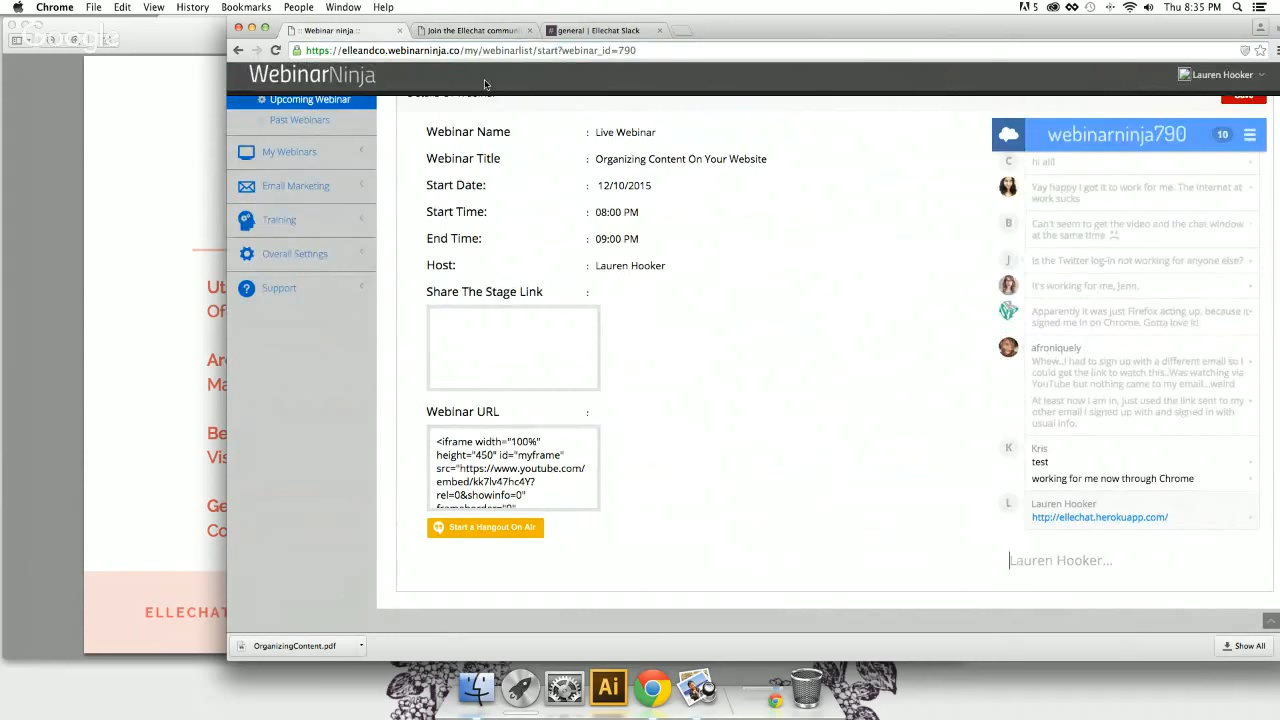 Chrome File Edit View History Bookmarks People Window Help
5 Thu 8:35 PM
Google
:: Webinar ninja ::
Join the Ellechat commun
general | Ellechat Slack
https://elleandco.webinarninja.co/my/webinarlist/start?webinar_id=790
WebinarNinja
Lauren Hooker
Upcoming Webinar
Past Webinars
My Webinars
Email Marketing
Training
Overall Settings
Support
Webinar Name : Live Webinar
Webinar Title : Organizing Content On Your Website
Start Date: : 12/10/2015
Start Time: : 08:00 PM
End Time: : 09:00 PM
Host: : Lauren Hooker
Share The Stage Link :
Webinar URL :
<iframe width="100%"
height="450" id="myframe"
src="https://www.youtube.com/
embed/kk7lv47hc4Y?
rel=0&showinfo=0"
Start a Hangout On Air
webinarninja790 10
C hi all!
Yay happy I got it to work for me. The internet at
work sucks
B Can't seem to get the video and the chat window
at the same time
J Is the Twitter log-in not working for anyone else?
It's working for me, Jenn.
Apparently it was just Firefox acting up, because it
signed me in on Chrome. Gotta love it!
afroniquely
Whew..I had to sign up with a different email so I
could get the link to watch this..Was watching via
YouTube but nothing came to my email...weird.
At least now I am in, just used the link sent to my
other email I signed up with and signed in with
usual info.
K Kris
test
working for me now through Chrome
L Lauren Hooker
http://ellechat.herokuapp.com/
Lauren Hooker...
Ut
Of
Ar
Ma
Be
Vis
Ge
Co
ELLECHAT
OrganizingContent.pdf
Show All
Ai